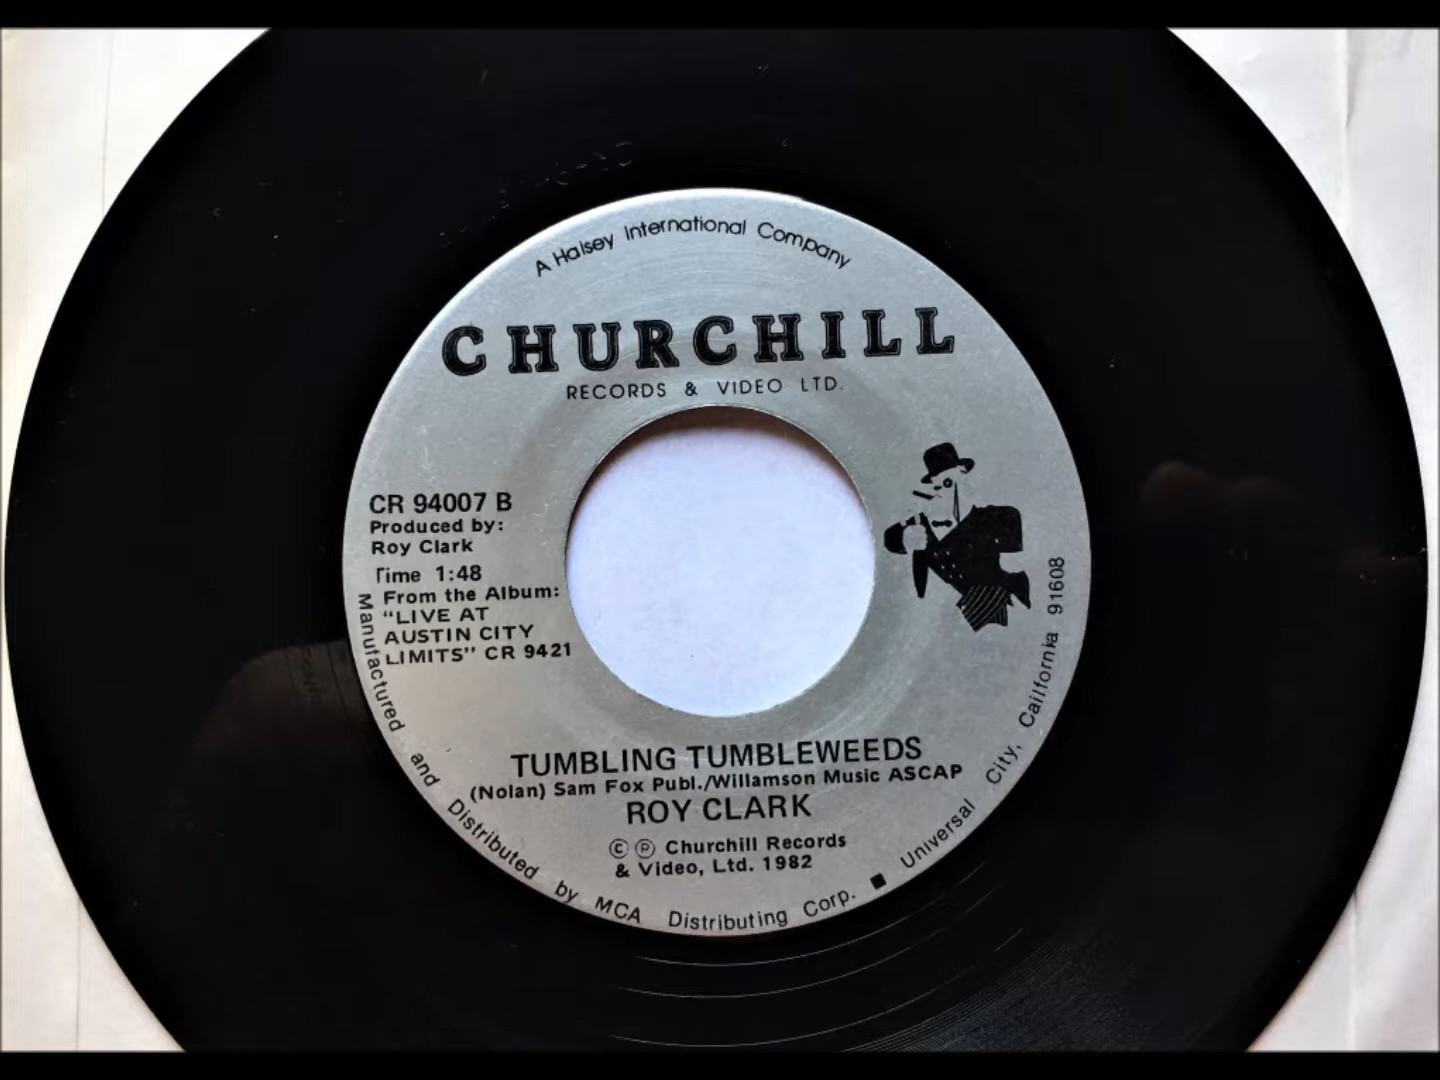 A Halsey International Company
CHURCHILL
RECORDS & VIDEO LTD.
CR 94007 B
Produced by:
Roy Clark
Time 1:48
From the Album:
"LIVE AT
AUSTIN CITY
LIMITS" CR 9421
TUMBLING TUMBLEWEEDS
(Nolan) Sam Fox Publ./Willamson Music ASCAP
ROY CLARK
© ℗ Churchill Records
& Video, Ltd. 1982
Manufactured and Distributed by MCA Distributing Corp. ■ Universal City, Cailfornia 91608